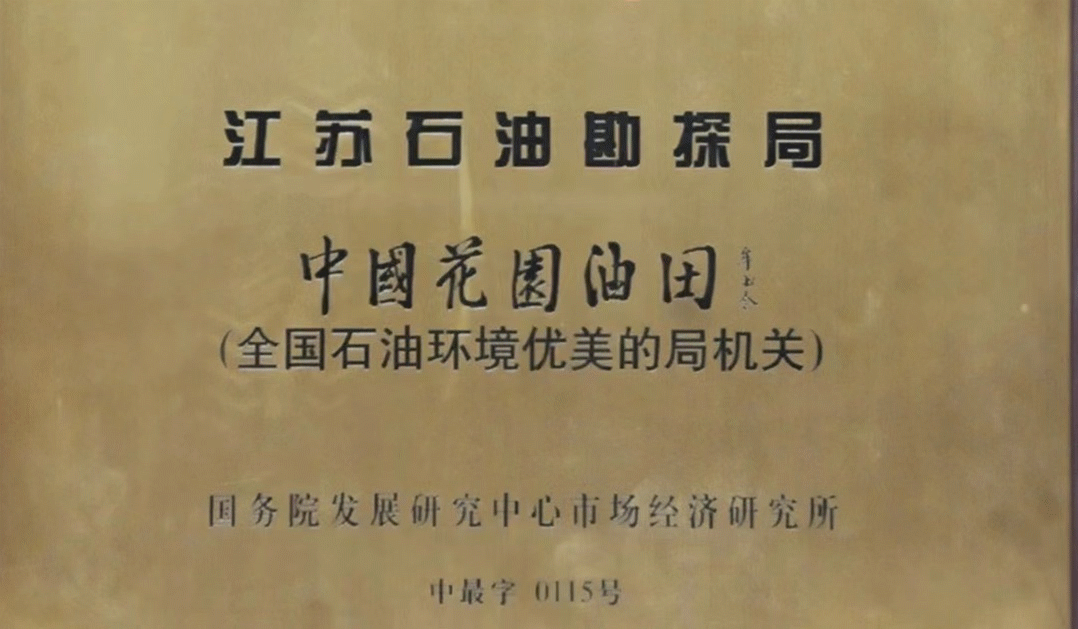 江苏石油勘探局
中國花園油田
(全国石油环境优美的局机关)
国务院发展研究中心市场经济研究所
中最字 0115号